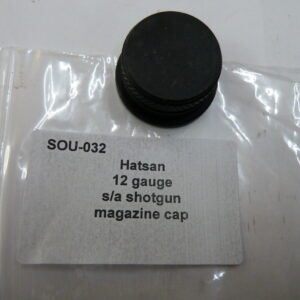 SOU-032
Hatsan
12 gauge
s/a shotgun
magazine cap